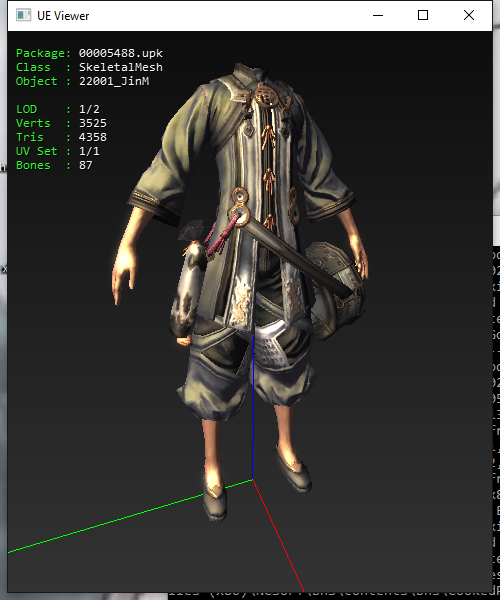 UE Viewer
Package: 00005488.upk
Class : SkeletalMesh
Object : 22001_JinM
LOD : 1/2
Verts : 3525
Tris : 4358
UV Set : 1/1
Bones : 87